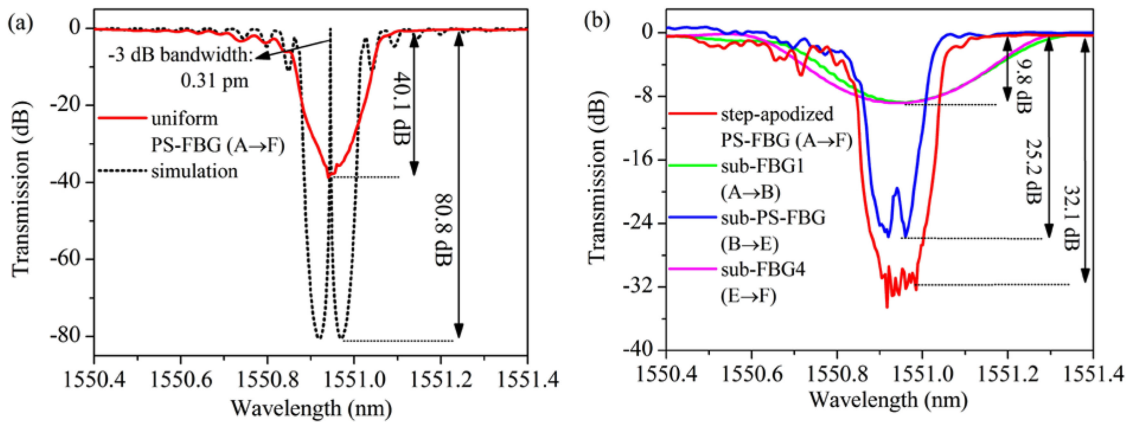 (a)
0
-20
-40
-60
-80
Transmission (dB)
-3 dB bandwidth:
0.31 pm
uniform
PS-FBG (A→F)
simulation
40.1 dB
80.8 dB
1550.4 1550.6 1550.8 1551.0 1551.2 1551.4
Wavelength (nm)
(b)
0
-8
-16
-24
-32
-40
Transmission (dB)
step-apodized
PS-FBG (A→F)
sub-FBG1
(A→B)
sub-PS-FBG
(B→E)
sub-FBG4
(E→F)
9.8 dB
25.2 dB
32.1 dB
1550.4 1550.6 1550.8 1551.0 1551.2 1551.4
Wavelength (nm)